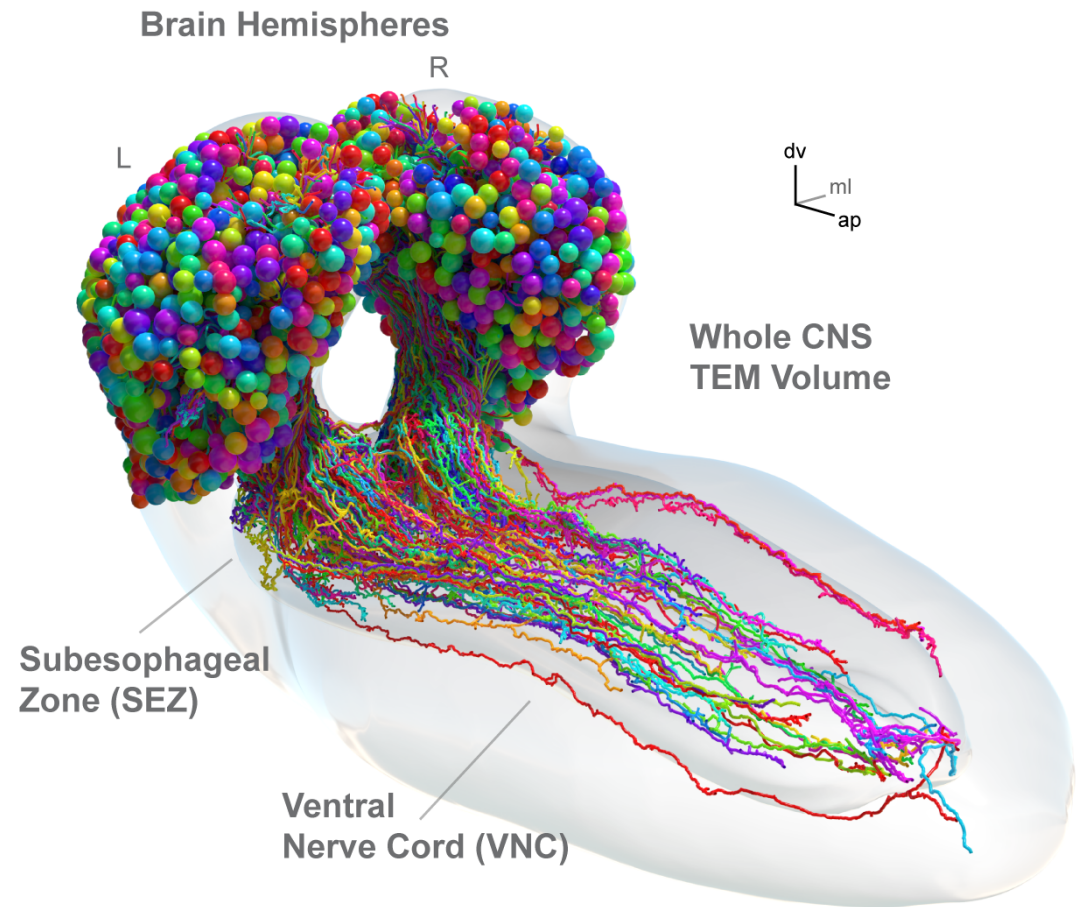 Brain Hemispheres
R
L
dv
ml
ap
Whole CNS
TEM Volume
Subesophageal
Zone (SEZ)
Ventral
Nerve Cord (VNC)